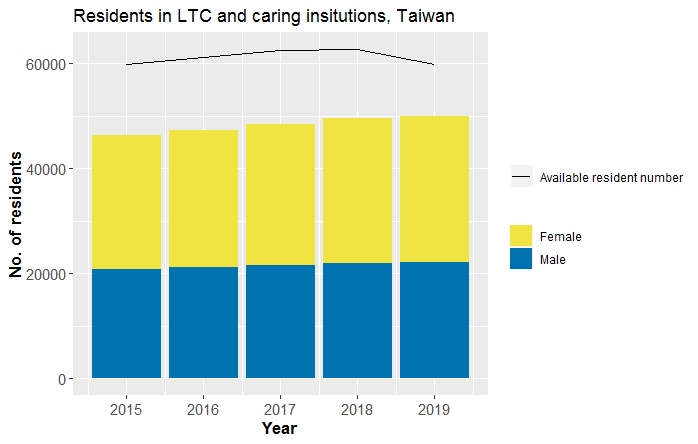 Residents in LTC and caring insitutions, Taiwan
60000
40000
20000
0
No. of residents
2015 2016 2017 2018 2019
Year
Available resident number
Female
Male